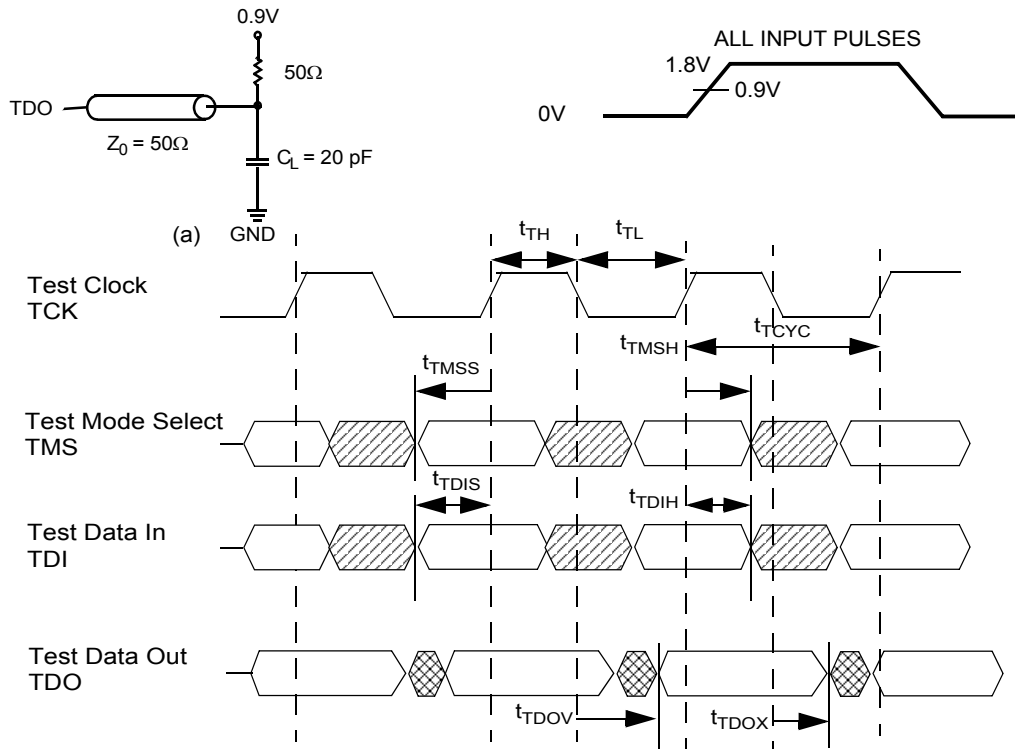 0.9V
50Ω
TDO
Z0 = 50Ω
CL = 20 pF
(a)
GND
ALL INPUT PULSES
1.8V
0.9V
0V
tTH
tTL
Test Clock
TCK
tTMSH
tTCYC
tTMSS
Test Mode Select
TMS
tTDIS
tTDIH
Test Data In
TDI
Test Data Out
TDO
tTDOV
tTDOX